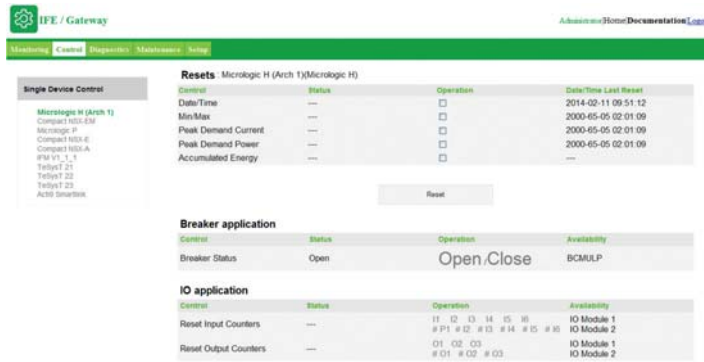 IFE / Gateway
Administrator|Home|Documentation|Logo
Monitoring Control Diagnostics Maintenance Setup
Single Device Control
Micrologic H (Arch 1)
Compact NSX-EM
Micrologic P
Compact NSX-E
Compact NSX-A
IFM V1_1_1
TeSysT 21
TeSysT 22
TeSysT 23
Acti9 Smartlink
Resets : Micrologic H (Arch 1)(Micrologic H)
Control Status Operation Date/Time Last Reset
Date/Time --- 2014-02-11 09:51:12
Min/Max --- 2000-65-05 02:01:09
Peak Demand Current --- 2000-65-05 02:01:09
Peak Demand Power --- 2000-65-05 02:01:09
Accumulated Energy --- ---
Reset
Breaker application
Control Status Operation Availability
Breaker Status Open Open /Close BCMULP
IO application
Control Status Operation Availability
Reset Input Counters --- I1 I2 I3 I4 I5 I6 IO Module 1
# I2 # I3 # I4 # I5 # I6 IO Module 2
Reset Output Counters --- O1 O2 O3 IO Module 1
# O1 # O2 # O3 IO Module 2